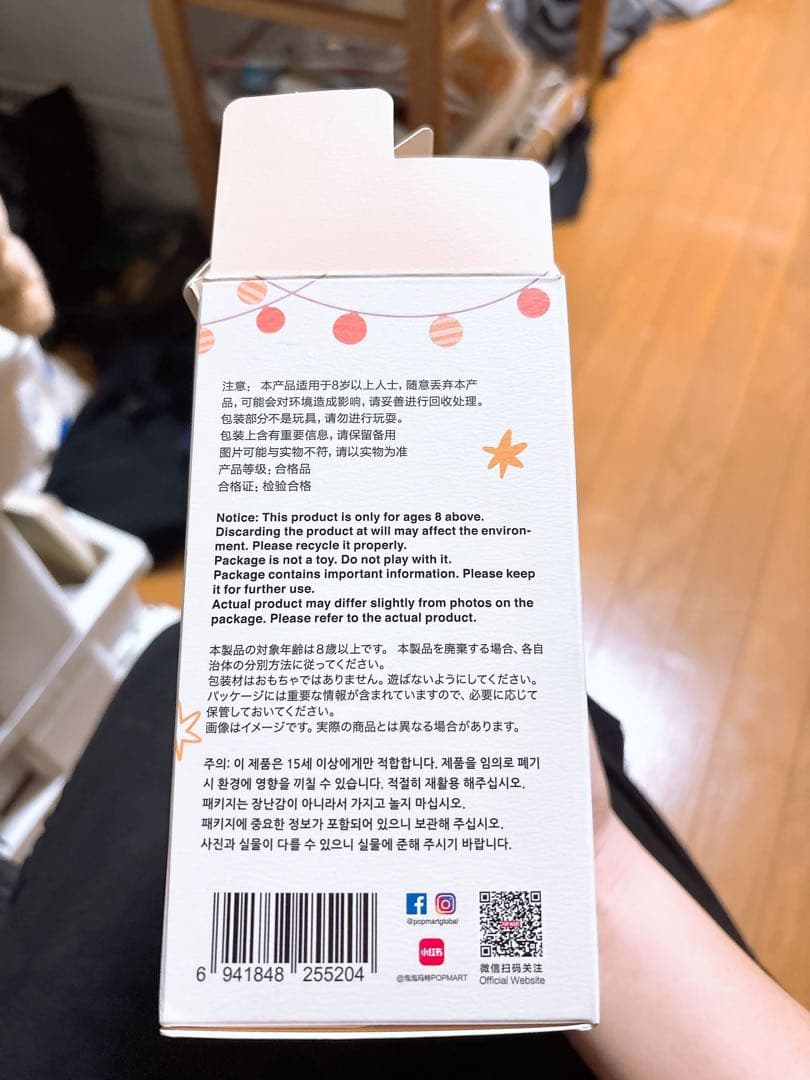 注意： 本产品适用于8岁以上人士，随意丢弃本产
品，可能会对环境造成影响，请妥善进行回收处理。
包装部分不是玩具，请勿进行玩耍。
包装上含有重要信息，请保留备用
图片可能与实物不符，请以实物为准
产品等级：合格品
合格证：检验合格
Notice: This product is only for ages 8 above.
Discarding the product at will may affect the environ-
ment. Please recycle it properly.
Package is not a toy. Do not play with it.
Package contains important information. Please keep
it for further use.
Actual product may differ slightly from photos on the
package. Please refer to the actual product.
本製品の対象年齢は8歳以上です。 本製品を廃棄する場合、各自
治体の分別方法に従ってください。
包装材はおもちゃではありません。遊ばないようにしてください。
パッケージには重要な情報が含まれていますので、必要に応じて
保管しておいてください。
画像はイメージです。実際の商品とは異なる場合があります。
주의: 이 제품은 15세 이상에게만 적합합니다. 제품을 임의로 폐기
시 환경에 영향을 끼칠 수 있습니다. 적절히 재활용 해주십시오.
패키지는 장난감이 아니라서 가지고 놀지 마십시오.
패키지에 중요한 정보가 포함되어 있으니 보관해 주십시오.
사진과 실물이 다를 수 있으니 실물에 준해 주시기 바랍니다.
6 941848 255204
@popmartglobal
小红书
@泡泡玛特POPMART
POP MART
微信扫码关注
Official Website